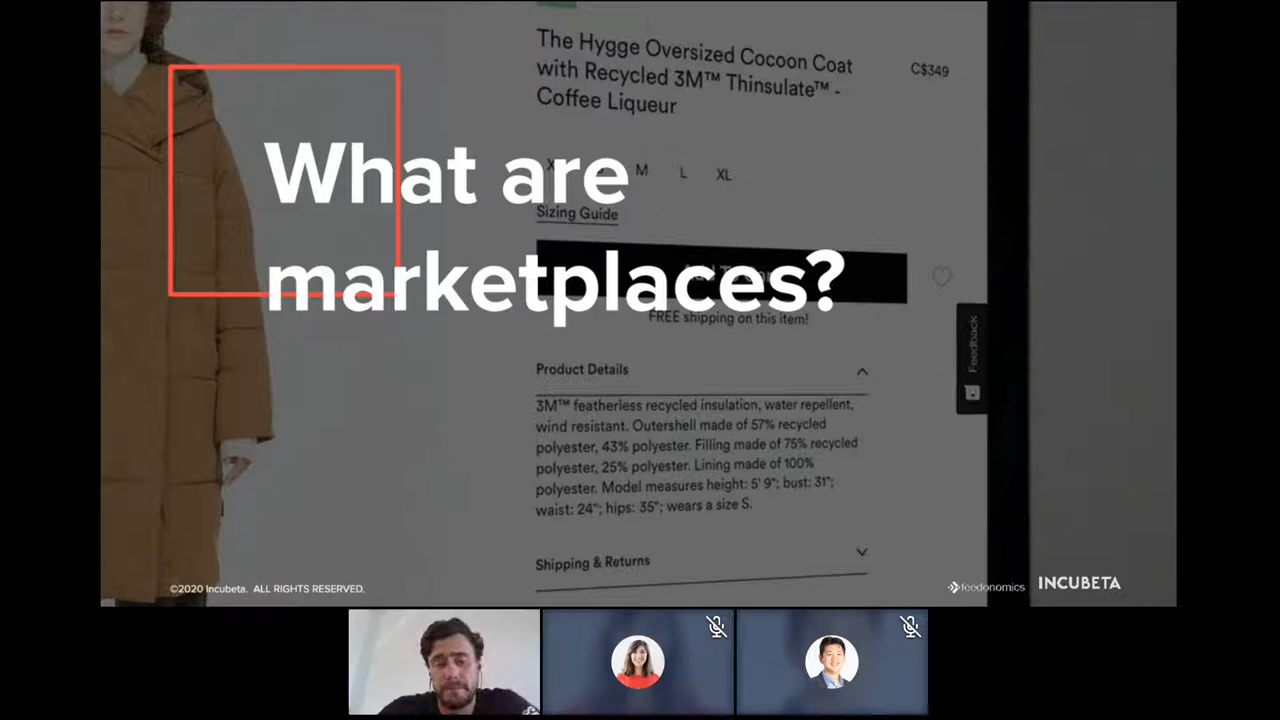 The Hygge Oversized Cocoon Coat
with Recycled 3M™ Thinsulate™ -
Coffee Liqueur
C$349
What are
marketplaces?
M L XL
Sizing Guide
FREE shipping on this item!
Feedback
Product Details
3M™ featherless recycled insulation, water repellent,
wind resistant. Outershell made of 57% recycled
polyester, 43% polyester. Filling made of 75% recycled
polyester, 25% polyester. Lining made of 100%
polyester. Model measures height: 5' 9"; bust: 31";
waist: 24"; hips: 35"; wears a size S.
Shipping & Returns
©2020 Incubeta. ALL RIGHTS RESERVED.
feedonomics
INCUBETA